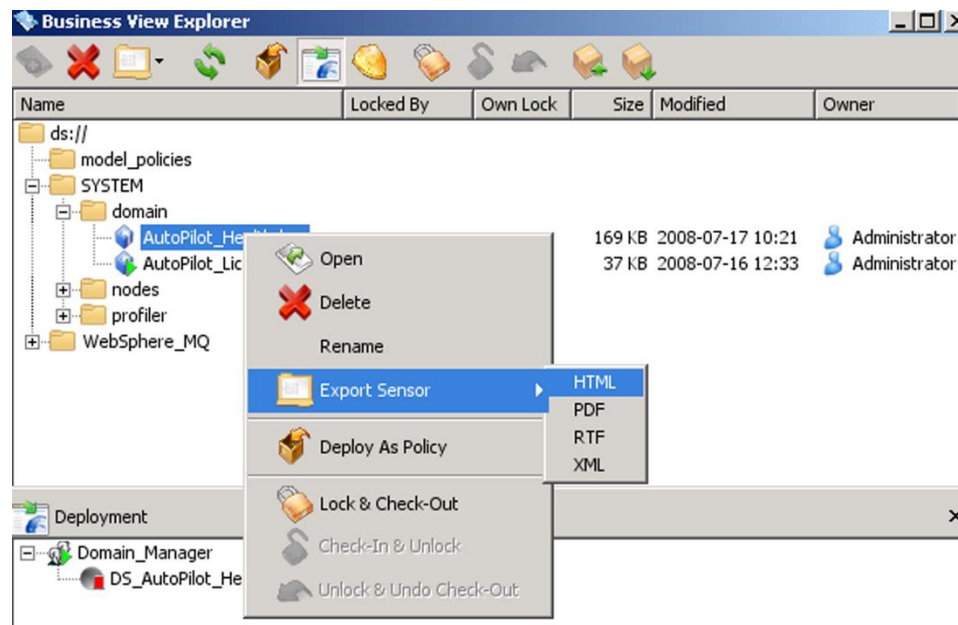 Business View Explorer
Name Locked By Own Lock Size Modified Owner
ds://
model_policies
SYSTEM
domain
AutoPilot_He 169 KB 2008-07-17 10:21 Administrator
AutoPilot_Lic 37 KB 2008-07-16 12:33 Administrator
nodes
profiler
WebSphere_MQ
Open
Delete
Rename
Export Sensor
HTML
PDF
RTF
XML
Deploy As Policy
Lock & Check-Out
Check-In & Unlock
Unlock & Undo Check-Out
Deployment
Domain_Manager
DS_AutoPilot_He